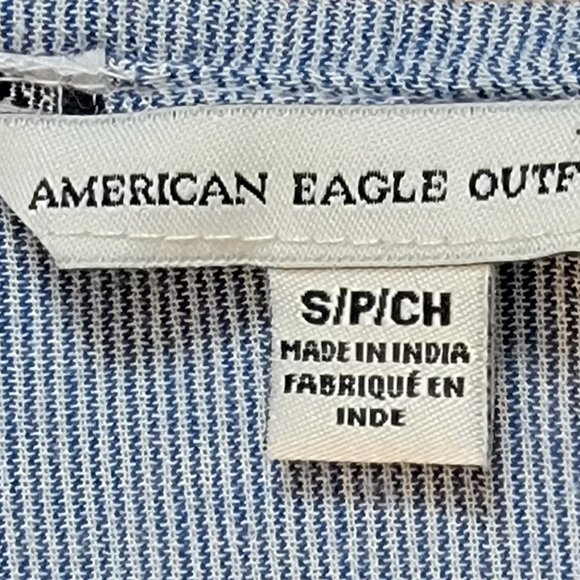 AMERICAN EAGLE OUTF
S/P/CH
MADE IN INDIA
FABRIQUÉ EN
INDE